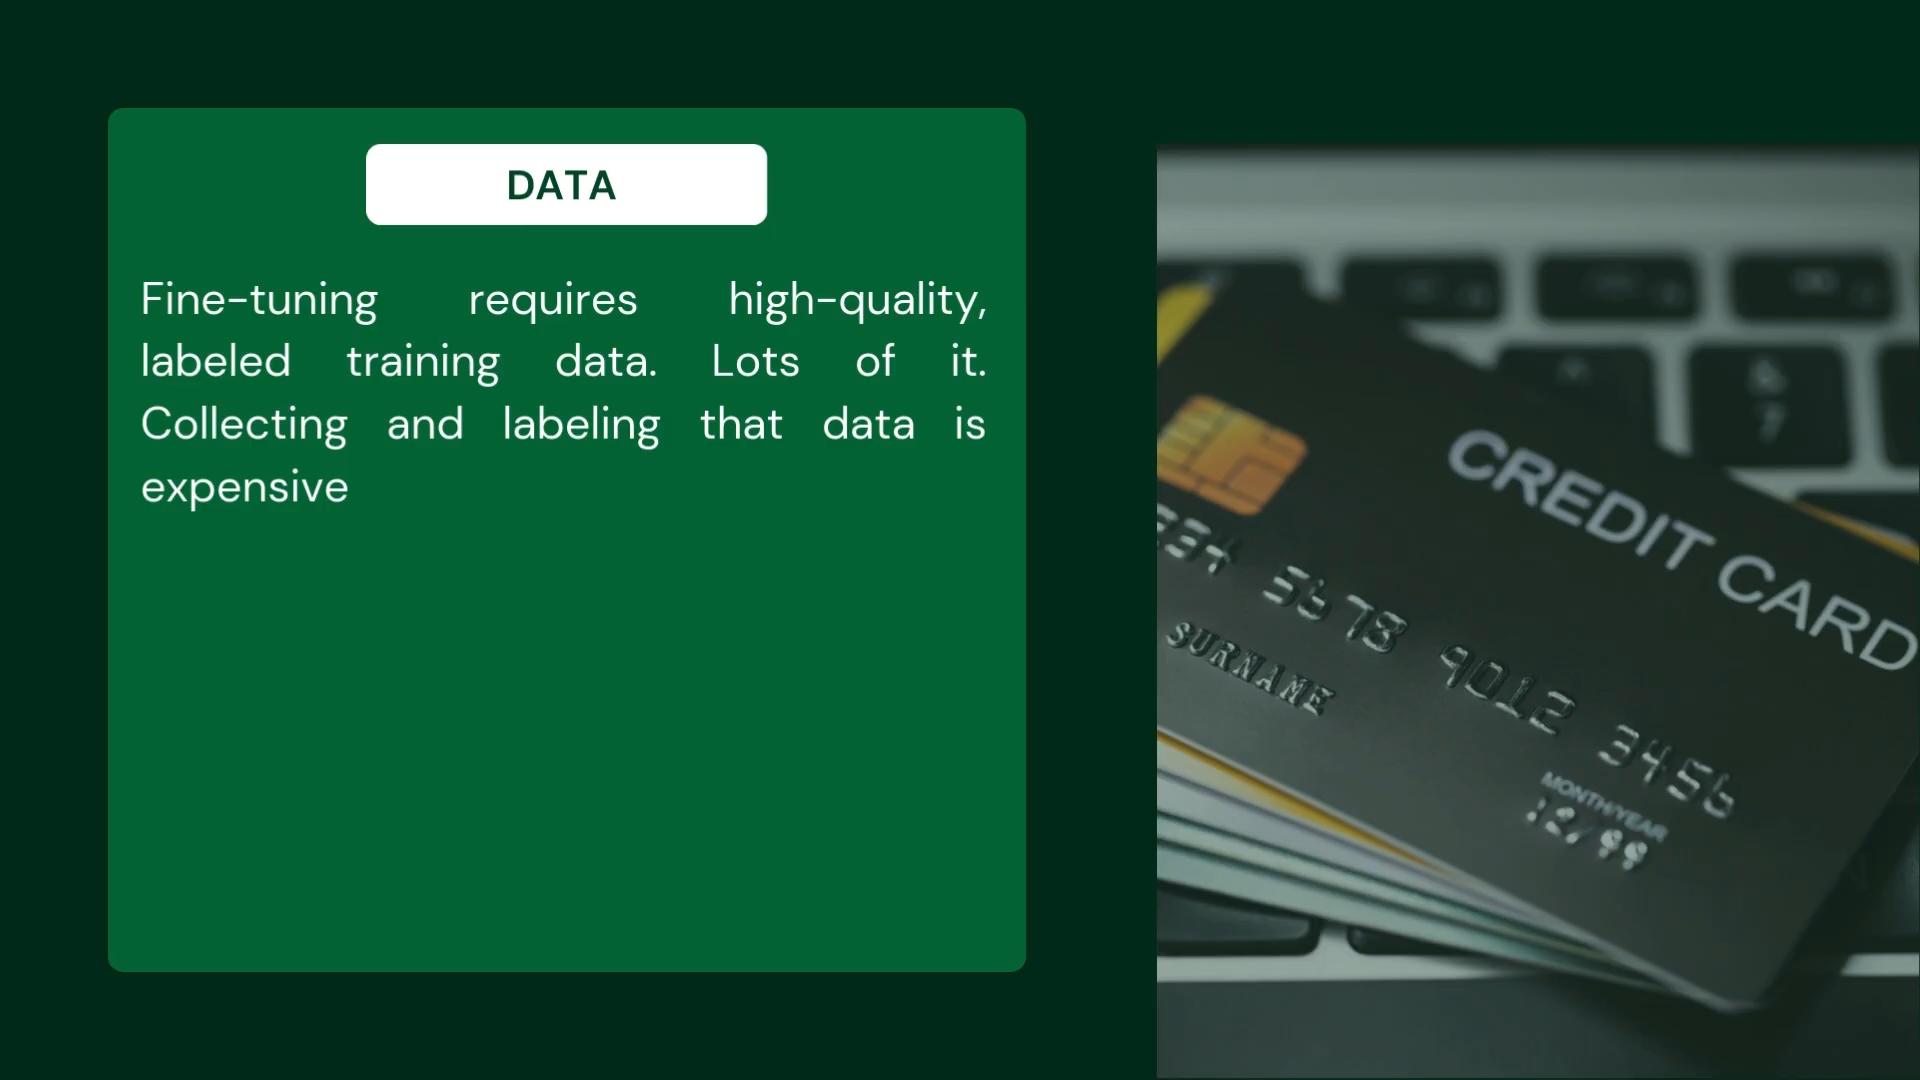 DATA
Fine-tuning requires high-quality,
labeled training data. Lots of it.
Collecting and labeling that data is
expensive
CREDIT CARD
234 5678 9012 3456
SURNAME
MONTH/YEAR
12/99